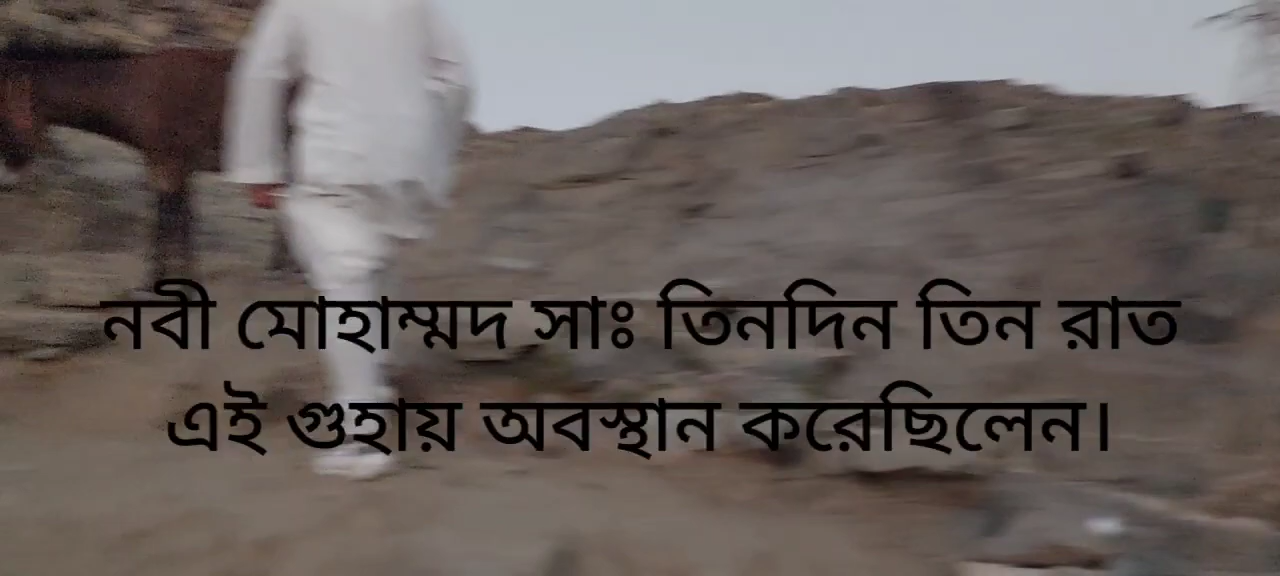 নবী মোহাম্মদ সাঃ তিনদিন তিন রাত
এই গুহায় অবস্থান করেছিলেন।